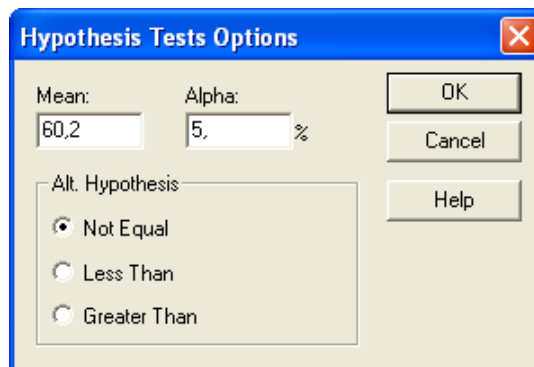 Hypothesis Tests Options
Mean:
Alpha:
60,2
5,
%
Alt. Hypothesis
Not Equal
Less Than
Greater Than
OK
Cancel
Help